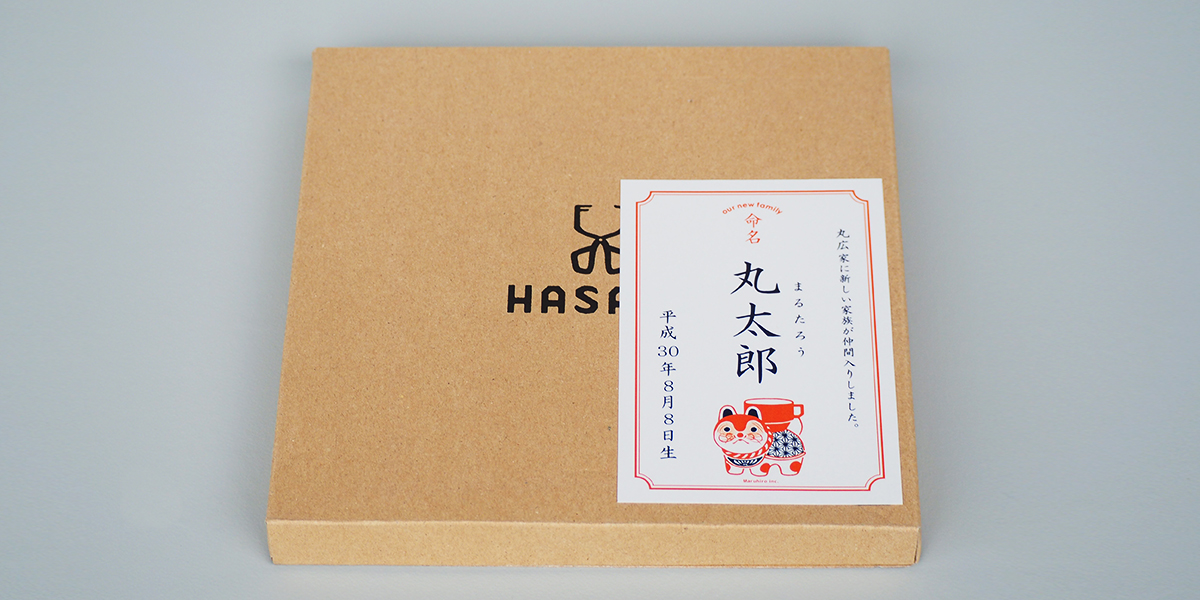 HASA
our new family
命名
丸広家に新しい家族が仲間入りしました。
まるたろう
丸太郎
平成30年8月8日生
Maruhiro Inc.